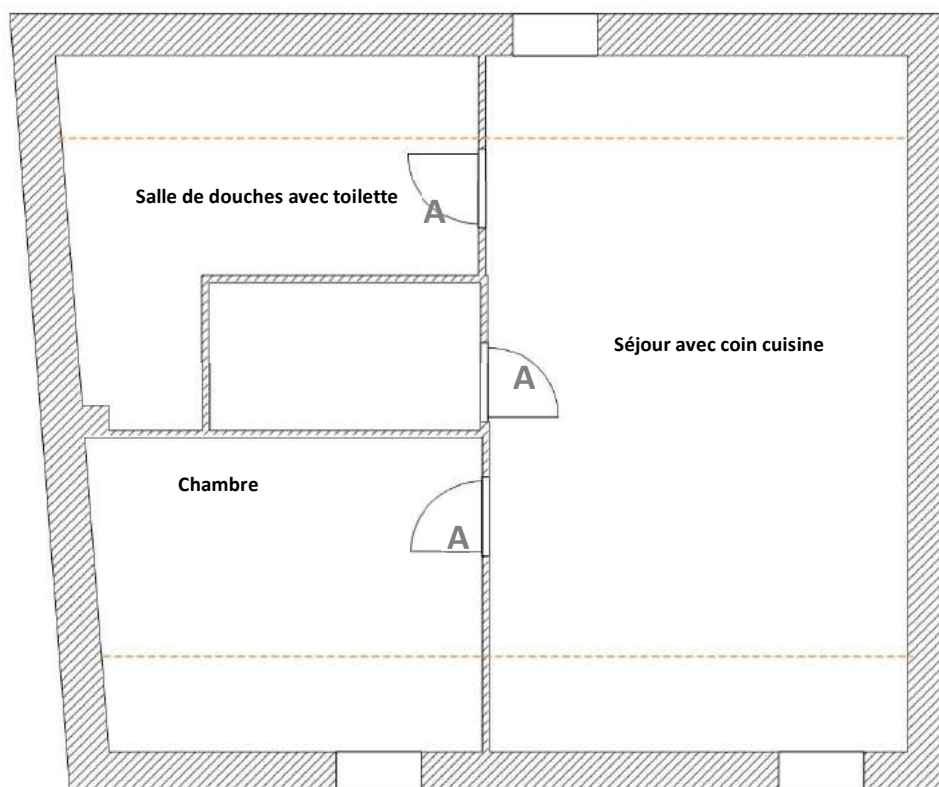 Salle de douches avec toilette
A
Séjour avec coin cuisine
A
Chambre
A